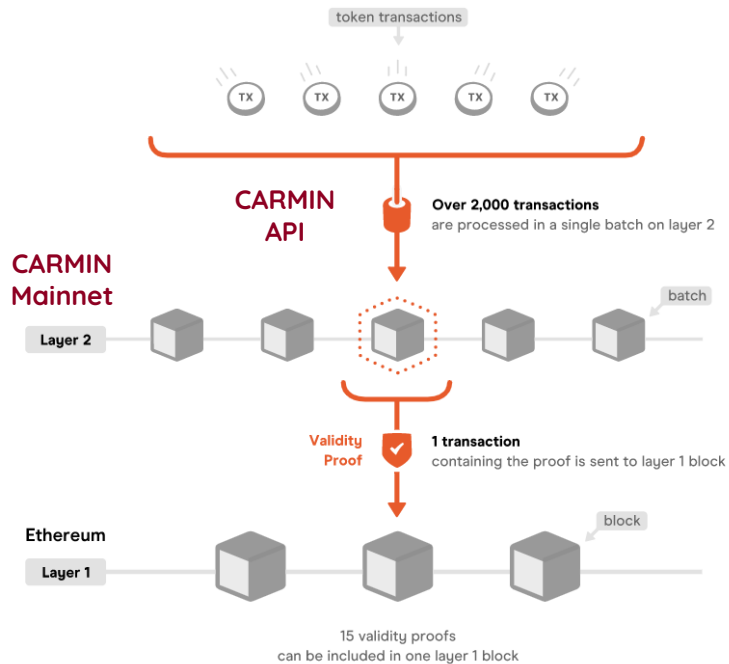 token transactions
TX TX TX TX TX
CARMIN
API
Over 2,000 transactions
are processed in a single batch on layer 2
CARMIN
Mainnet
batch
Layer 2
Validity
Proof
1 transaction
containing the proof is sent to layer 1 block
Ethereum
block
Layer 1
15 validity proofs
can be included in one layer 1 block